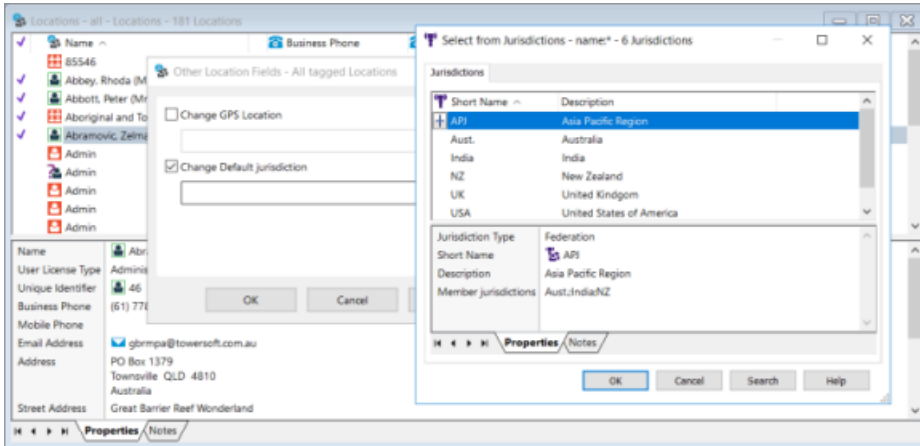 Locations - all - Locations - 181 Locations
Name
Business Phone
85546
Abbey, Rhoda (M
Abbott, Peter (Mr
Aboriginal and To
Abramovic, Zelma
Admin
Admin
Admin
Admin
Admin
Other Location Fields - All tagged Locations
Change GPS Location
Change Default jurisdiction
OK
Cancel
Select from Jurisdictions - name:* - 6 Jurisdictions
Jurisdictions
Short Name
Description
APJ
Asia Pacific Region
Aust.
Australia
India
India
NZ
New Zealand
UK
United Kindgom
USA
United States of America
Jurisdiction Type
Federation
Short Name
APJ
Description
Asia Pacific Region
Member jurisdictions
Aust.;India;NZ
Properties
Notes
OK
Cancel
Search
Help
Name
Abr
User License Type
Adminis
Unique Identifier
46
Business Phone
(61) 778
Mobile Phone
Email Address
gbrmpa@towersoft.com.au
Address
PO Box 1379
Townsville QLD 4810
Australia
Street Address
Great Barrier Reef Wonderland
Properties
Notes